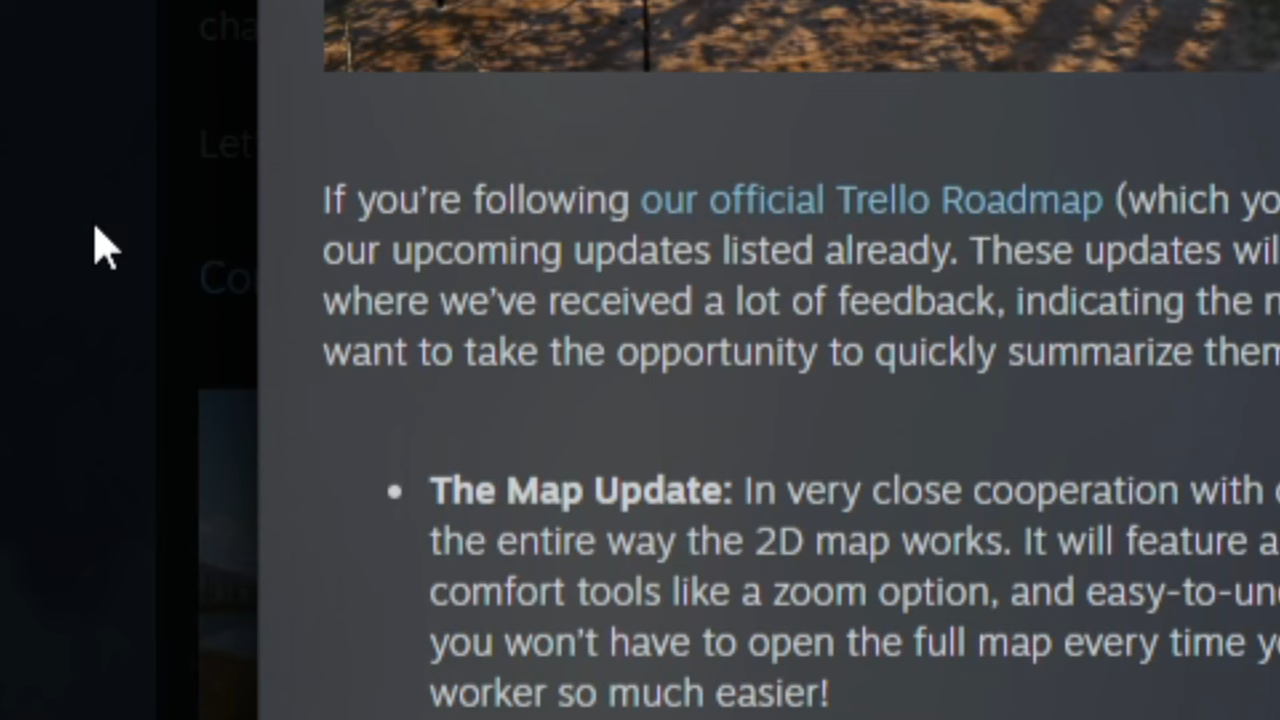 cha
Let
Co
If you're following our official Trello Roadmap (which yo
our upcoming updates listed already. These updates wil
where we've received a lot of feedback, indicating the
want to take the opportunity to quickly summarize them
• The Map Update: In very close cooperation with
the entire way the 2D map works. It will feature a
comfort tools like a zoom option, and easy-to-un
you won't have to open the full map every time y
worker so much easier!